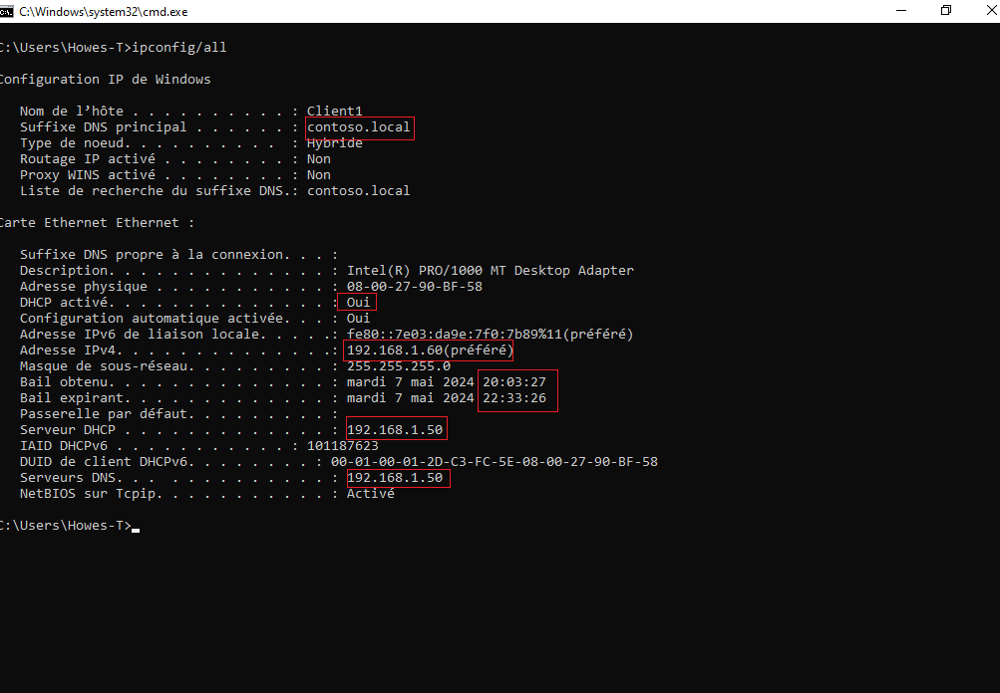 C:\Windows\system32\cmd.exe
C:\Users\Howes-T>ipconfig/all
Configuration IP de Windows
Nom de l’hôte . . . . . . . . . . : Client1
Suffixe DNS principal . . . . . . : contoso.local
Type de noeud. . . . . . . . . . : Hybride
Routage IP activé . . . . . . . . : Non
Proxy WINS activé . . . . . . . . : Non
Liste de recherche du suffixe DNS.: contoso.local
Carte Ethernet Ethernet :
Suffixe DNS propre à la connexion. . . :
Description. . . . . . . . . . . . . . : Intel(R) PRO/1000 MT Desktop Adapter
Adresse physique . . . . . . . . . . . : 08-00-27-90-BF-58
DHCP activé. . . . . . . . . . . . . . : Oui
Configuration automatique activée. . . : Oui
Adresse IPv6 de liaison locale. . . . .: fe80::7e03:da9e:7f0:7b89%11(préféré)
Adresse IPv4. . . . . . . . . . . . . .: 192.168.1.60(préféré)
Masque de sous-réseau. . . . . . . . . : 255.255.255.0
Bail obtenu. . . . . . . . . . . . . . : mardi 7 mai 2024 20:03:27
Bail expirant. . . . . . . . . . . . . : mardi 7 mai 2024 22:33:26
Passerelle par défaut. . . . . . . . . :
Serveur DHCP . . . . . . . . . . . . . : 192.168.1.50
IAID DHCPv6 . . . . . . . . . . . : 101187623
DUID de client DHCPv6. . . . . . . . : 00-01-00-01-2D-C3-FC-5E-08-00-27-90-BF-58
Serveurs DNS. . . . . . . . . . . . . : 192.168.1.50
NetBIOS sur Tcpip. . . . . . . . . . . : Activé
C:\Users\Howes-T>